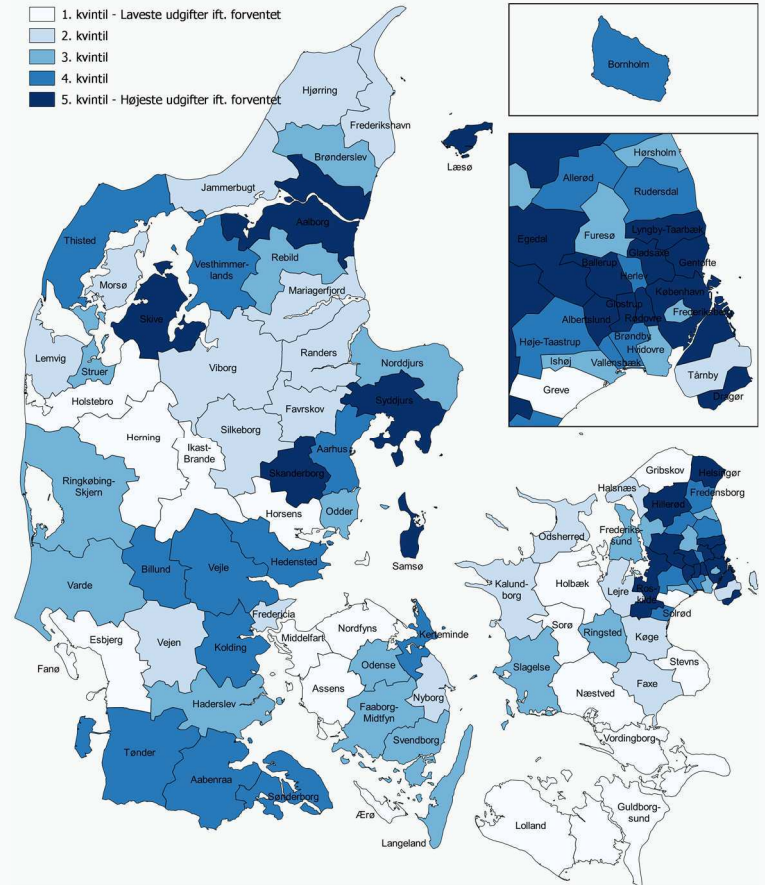 1. kvintil - Laveste udgifter ift. forventet
2. kvintil
3. kvintil
4. kvintil
5. kvintil - Højeste udgifter ift. forventet
Bornholm
Hjørring
Frederikshavn
Brønderslev
Læsø
Jammerbugt
Aalborg
Thisted
Vesthimmer-
lands
Rebild
Morsø
Mariagerfjord
Skive
Lemvig
Struer
Viborg
Randers
Norddjurs
Holstebro
Favrskov
Syddjurs
Herning
Ikast-
Brande
Silkeborg
Aarhus
Skanderborg
Ringkøbing-
Skjern
Horsens
Odder
Samsø
Hedensted
Billund
Vejle
Varde
Fredericia
Esbjerg
Vejen
Kolding
Middelfart
Nordfyns
Kerteminde
Fanø
Odense
Assens
Nyborg
Haderslev
Faaborg-
Midtfyn
Svendborg
Tønder
Aabenraa
Sønderborg
Ærø
Langeland
Hørsholm
Allerød
Rudersdal
Egedal
Furesø
Lyngby-Taarbæk
Gladsaxe
Ballerup
Gentofte
Herlev
København
Glostrup
Frederiksberg
Albertslund
Rødovre
Høje-Taastrup
Brøndby
Hvidovre
Ishøj
Vallensbæk
Greve
Tårnby
Dragør
Gribskov
Helsingør
Halsnæs
Hillerød
Fredensborg
Frederiks-
sund
Odsherred
Kalund-
borg
Holbæk
Lejre
Ros-
kilde
Solrød
Sorø
Ringsted
Køge
Slagelse
Stevns
Næstved
Faxe
Vordingborg
Lolland
Guldborg-
sund